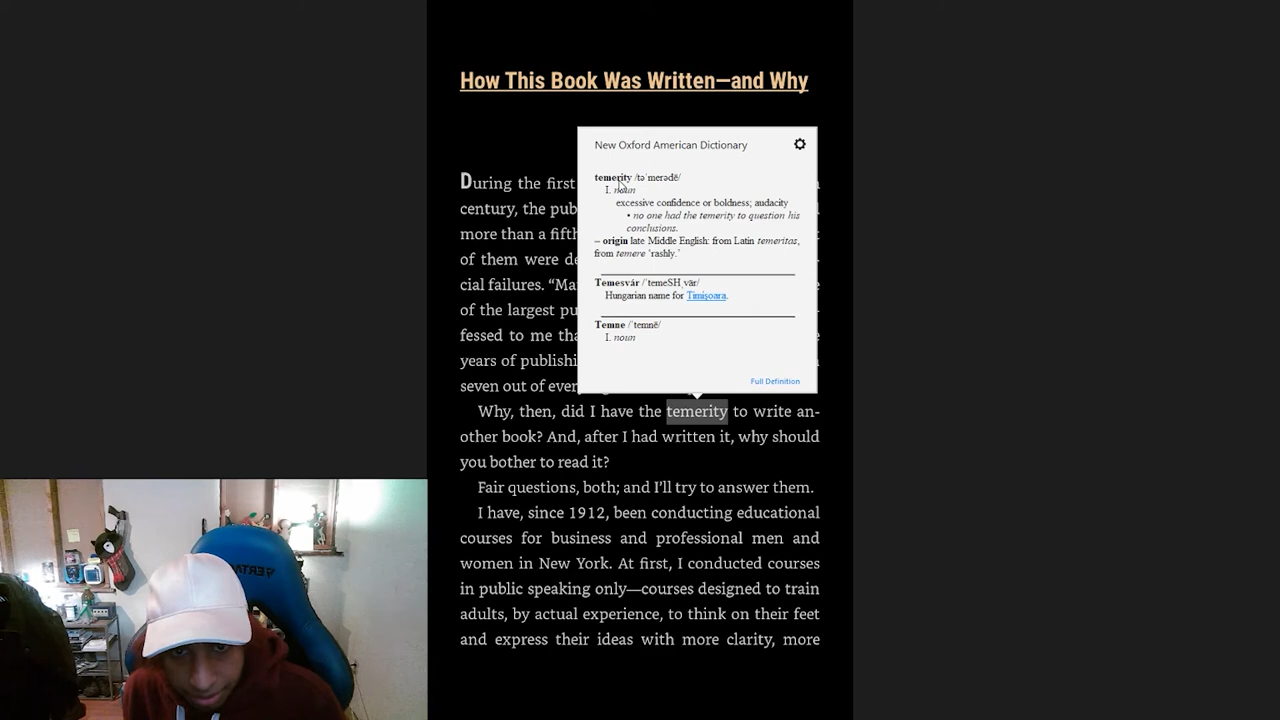 How This Book Was Written—and Why
New Oxford American Dictionary
temerity /təˈmerədē/
I. noun
excessive confidence or boldness; audacity
• no one had the temerity to question his
conclusions.
– origin late Middle English: from Latin temeritas,
from temere ‘rashly.’
Temesvár /ˈtemeSHˌvär/
Hungarian name for Timişoara.
Temne /ˈtemnē/
I. noun
Full Definition
During the first
century, the pub
more than a fifth
of them were de
cial failures. “Ma
of the largest pu
fessed to me tha
years of publishi
seven out of ever
Why, then, did I have the temerity to write an-
other book? And, after I had written it, why should
you bother to read it?
Fair questions, both; and I’ll try to answer them.
I have, since 1912, been conducting educational
courses for business and professional men and
women in New York. At first, I conducted courses
in public speaking only—courses designed to train
adults, by actual experience, to think on their feet
and express their ideas with more clarity, more